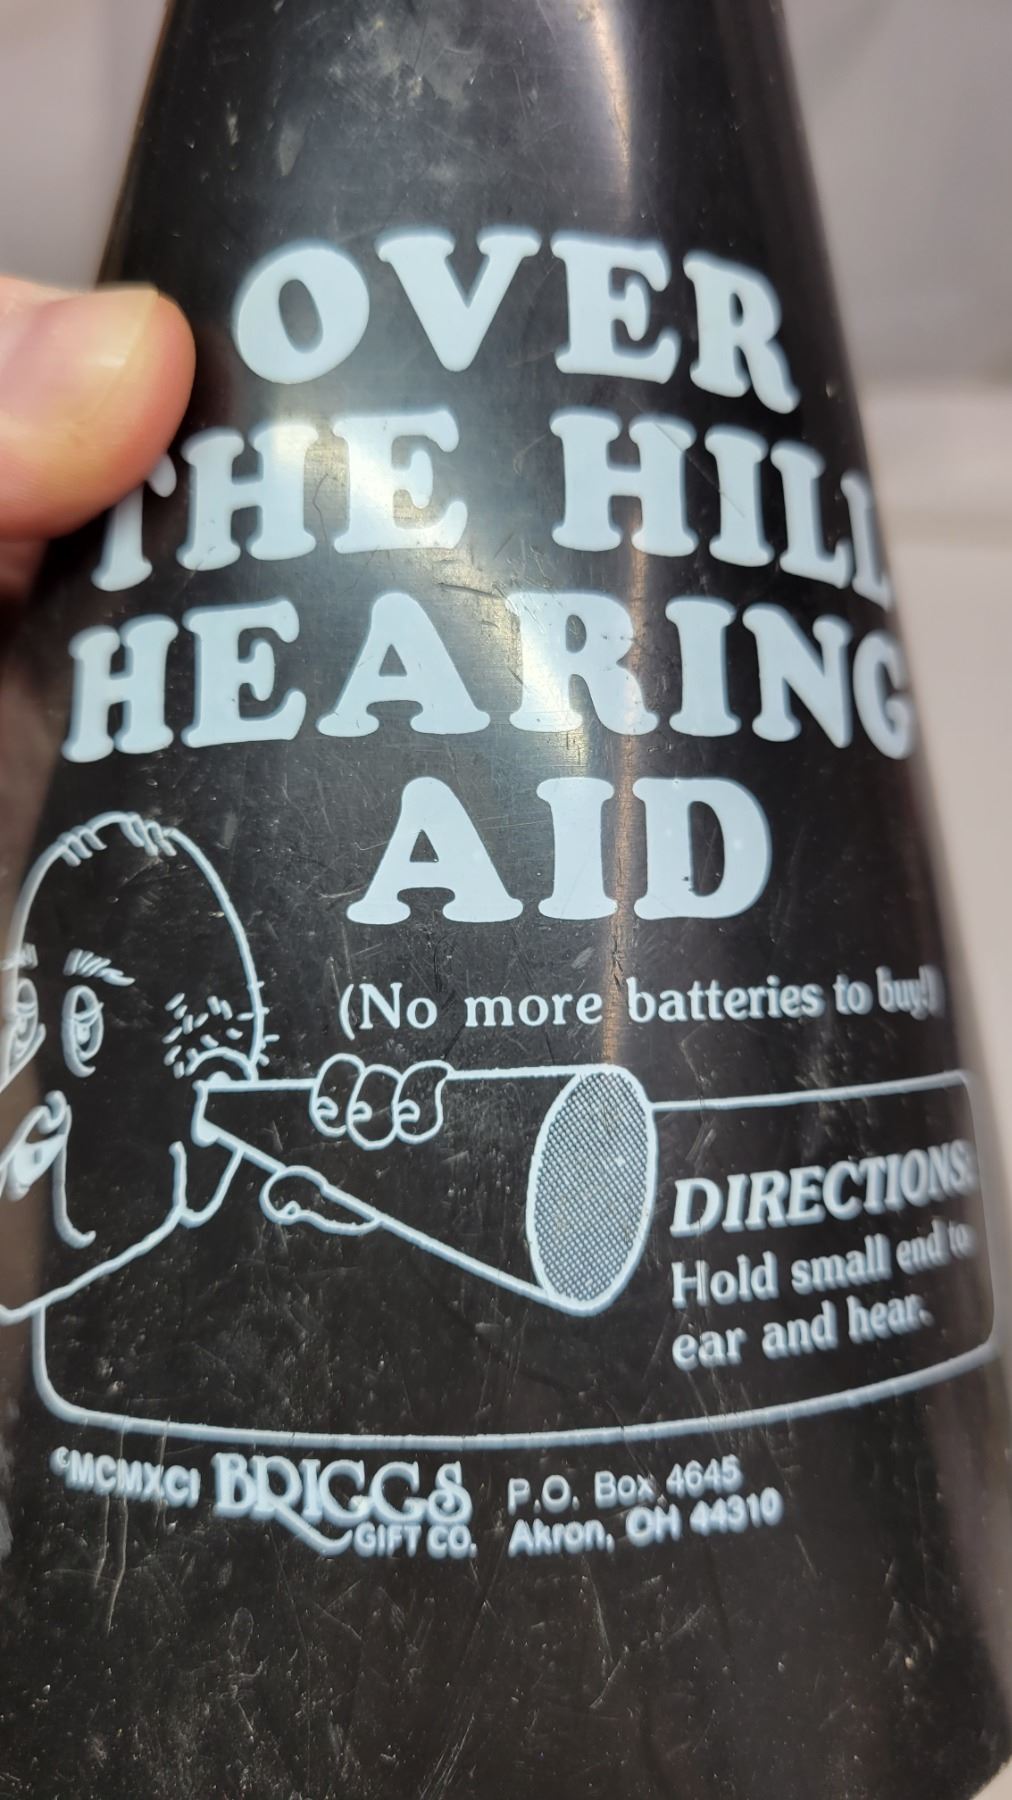 OVER
THE HILL
HEARING
AID
(No more batteries to buy!)
DIRECTIONS:
Hold small end to
ear and hear.
©MCMXCI BRIGGS GIFT CO.
P.O. Box 4645
Akron, OH 44310